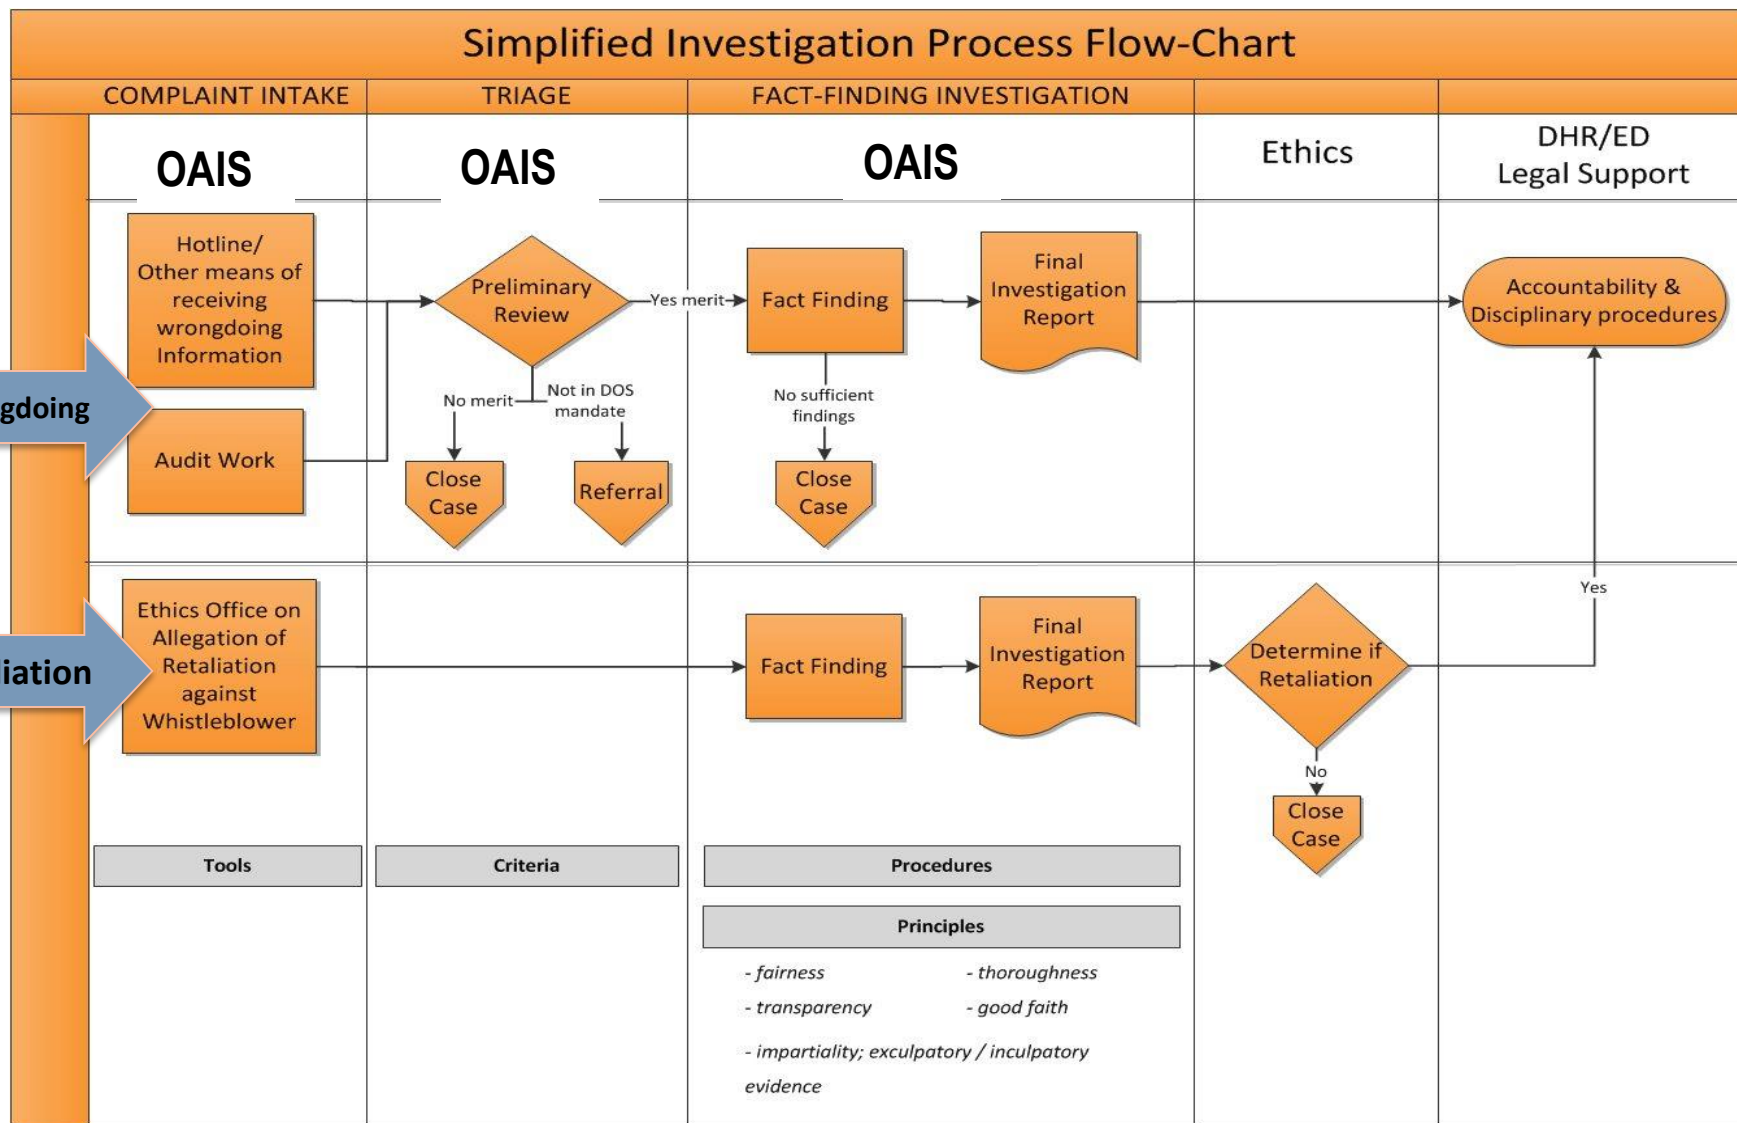 Simplified Investigation Process Flow-Chart
COMPLAINT INTAKE
TRIAGE
FACT-FINDING INVESTIGATION
OAIS
OAIS
OAIS
Ethics
DHR/ED
Legal Support
gdoing
Hotline/
Other means of
receiving
wrongdoing
Information
Audit Work
Preliminary
Review
Yes merit
No merit
Not in DOS
mandate
Close
Case
Referral
Fact Finding
No sufficient
findings
Close
Case
Final
Investigation
Report
Accountability &
Disciplinary procedures
liation
Ethics Office on
Allegation of
Retaliation
against
Whistleblower
Fact Finding
Final
Investigation
Report
Determine if
Retaliation
Yes
No
Close
Case
Tools
Criteria
Procedures
Principles
- fairness
- thoroughness
- transparency
- good faith
- impartiality; exculpatory / inculpatory
evidence